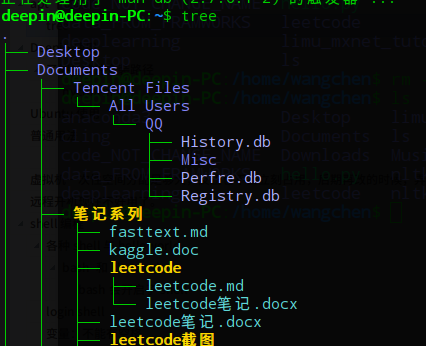 deepin@deepin-PC:~$ tree
.
├── Desktop
├── Documents
│   ├── Tencent Files
│   │   └── All Users
│   │       └── QQ
│   │           ├── History.db
│   │           ├── Misc
│   │           ├── Perfre.db
│   │           └── Registry.db
│   ├── 笔记系列
│   │   ├── fasttext.md
│   │   ├── kaggle.doc
│   │   ├── leetcode
│   │   │   ├── leetcode.md
│   │   │   └── leetcode笔记.docx
│   │   ├── leetcode笔记.docx
│   │   ├── leetcode截图